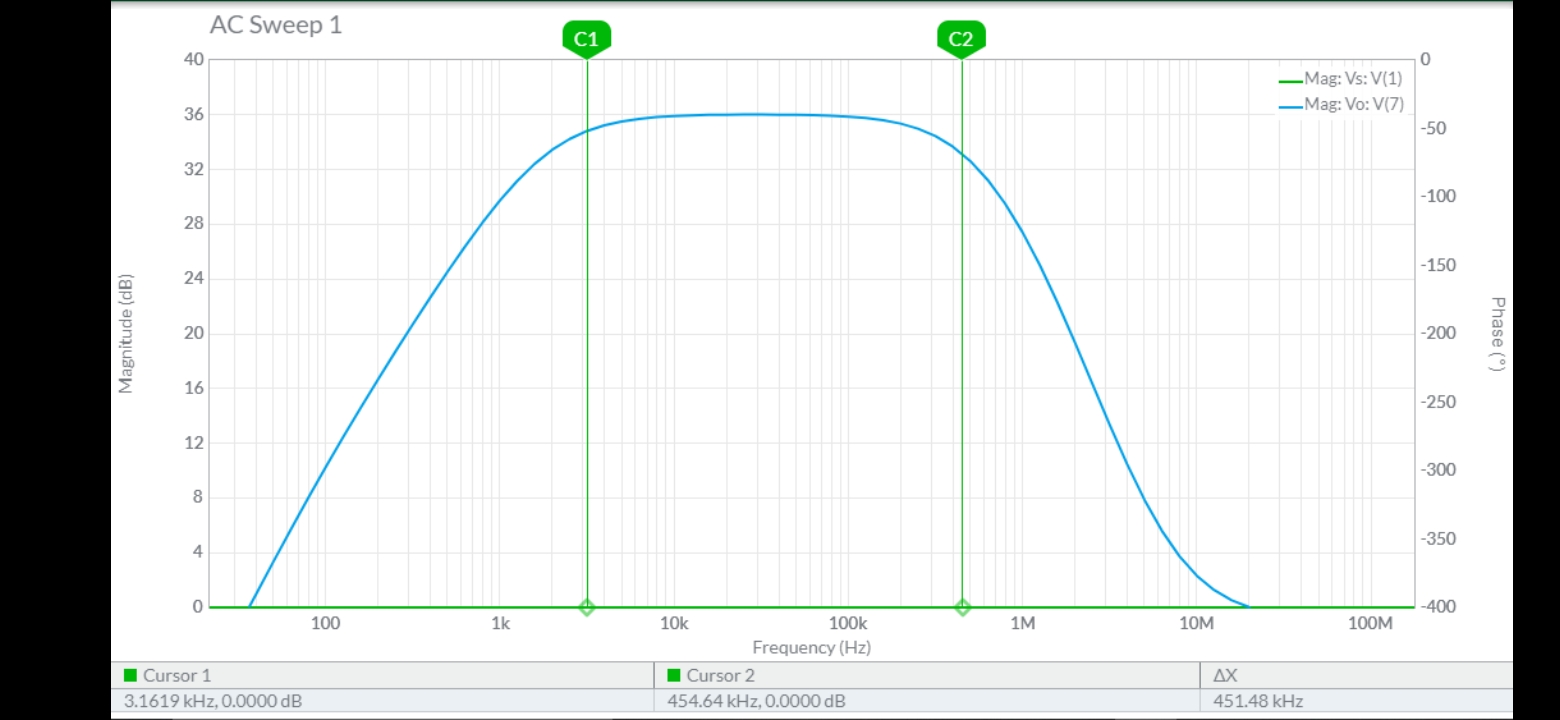 AC Sweep 1
C1
C2
40
0
Mag: Vs: V(1)
Mag: Vo: V(7)
36
-50
32
-100
28
24
-150
Magnitude (dB)
20
-200
Phase (°)
16
-250
12
-300
8
4
-350
0
-400
100
1k
10k
100k
1M
10M
100M
Frequency (Hz)
Cursor 1
Cursor 2
ΔX
3.1619 kHz, 0.0000 dB
454.64 kHz, 0.0000 dB
451.48 kHz